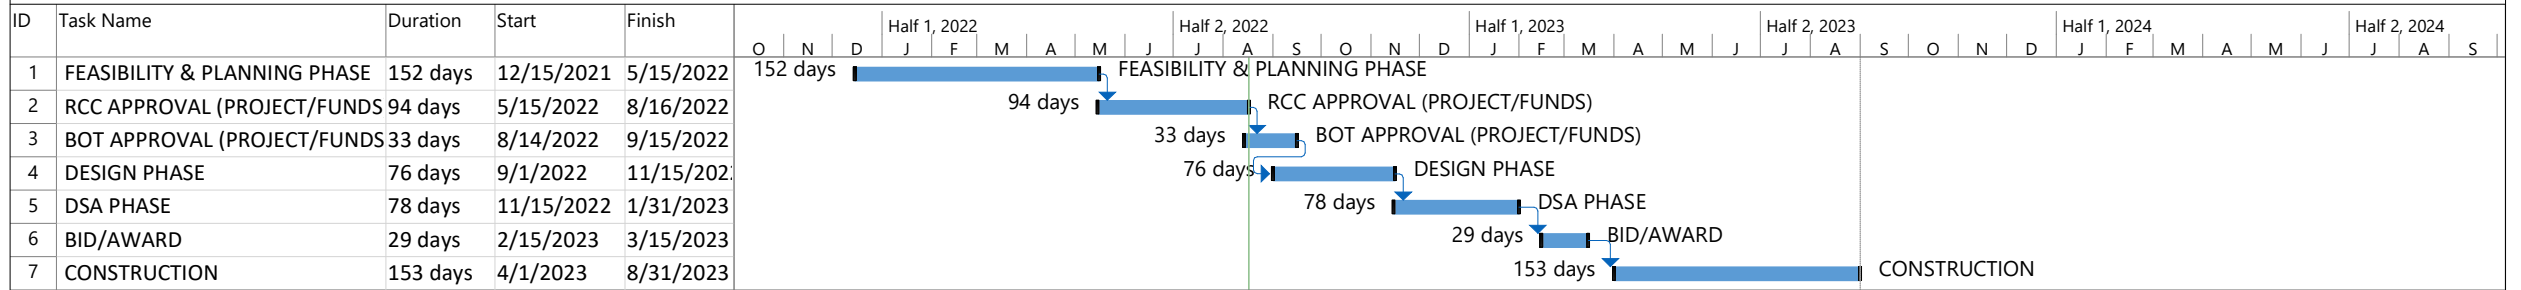 ID Task Name Duration Start Finish Half 1, 2022 Half 2, 2022 Half 1, 2023 Half 2, 2023 Half 1, 2024 Half 2, 2024
O N D J F M A M J J A S O N D J F M A M J J A S O N D J F M A M J J A S
1 FEASIBILITY & PLANNING PHASE 152 days 12/15/2021 5/15/2022 152 days FEASIBILITY & PLANNING PHASE
2 RCC APPROVAL (PROJECT/FUNDS 94 days 5/15/2022 8/16/2022 94 days RCC APPROVAL (PROJECT/FUNDS)
3 BOT APPROVAL (PROJECT/FUNDS 33 days 8/14/2022 9/15/2022 33 days BOT APPROVAL (PROJECT/FUNDS)
4 DESIGN PHASE 76 days 9/1/2022 11/15/202 76 days DESIGN PHASE
5 DSA PHASE 78 days 11/15/2022 1/31/2023 78 days DSA PHASE
6 BID/AWARD 29 days 2/15/2023 3/15/2023 29 days BID/AWARD
7 CONSTRUCTION 153 days 4/1/2023 8/31/2023 153 days CONSTRUCTION